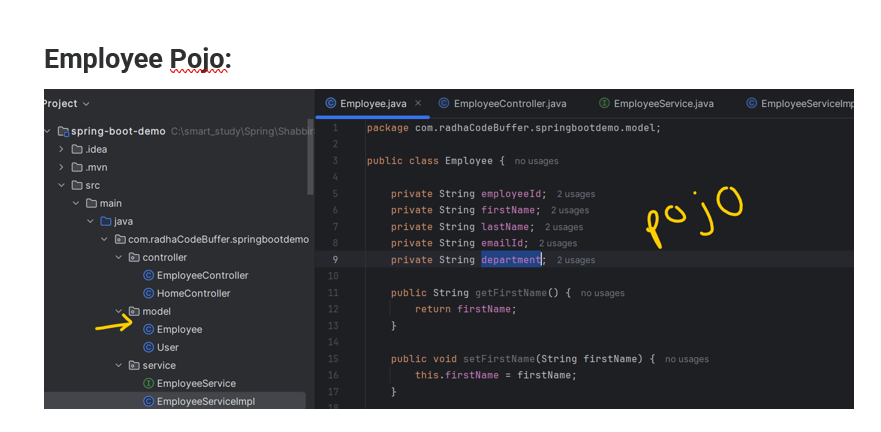 Employee Pojo:
Project
Employee.java
EmployeeController.java
EmployeeService.java
EmployeeServiceImp
spring-boot-demo C:\smart_study\Spring\Shabbir
.idea
.mvn
src
main
java
com.radhaCodeBuffer.springbootdemo
controller
EmployeeController
HomeController
model
Employee
User
service
EmployeeService
EmployeeServiceImpl
1 package com.radhaCodeBuffer.springbootdemo.model;
2
3 public class Employee { no usages
4
5 private String employeeId; 2 usages
6 private String firstName; 2 usages
7 private String lastName; 2 usages
8 private String emailId; 2 usages
9 private String department; 2 usages
10
11 public String getFirstName() { no usages
12 return firstName;
13 }
14
15 public void setFirstName(String firstName) { no usages
16 this.firstName = firstName;
17 }
18
pojo